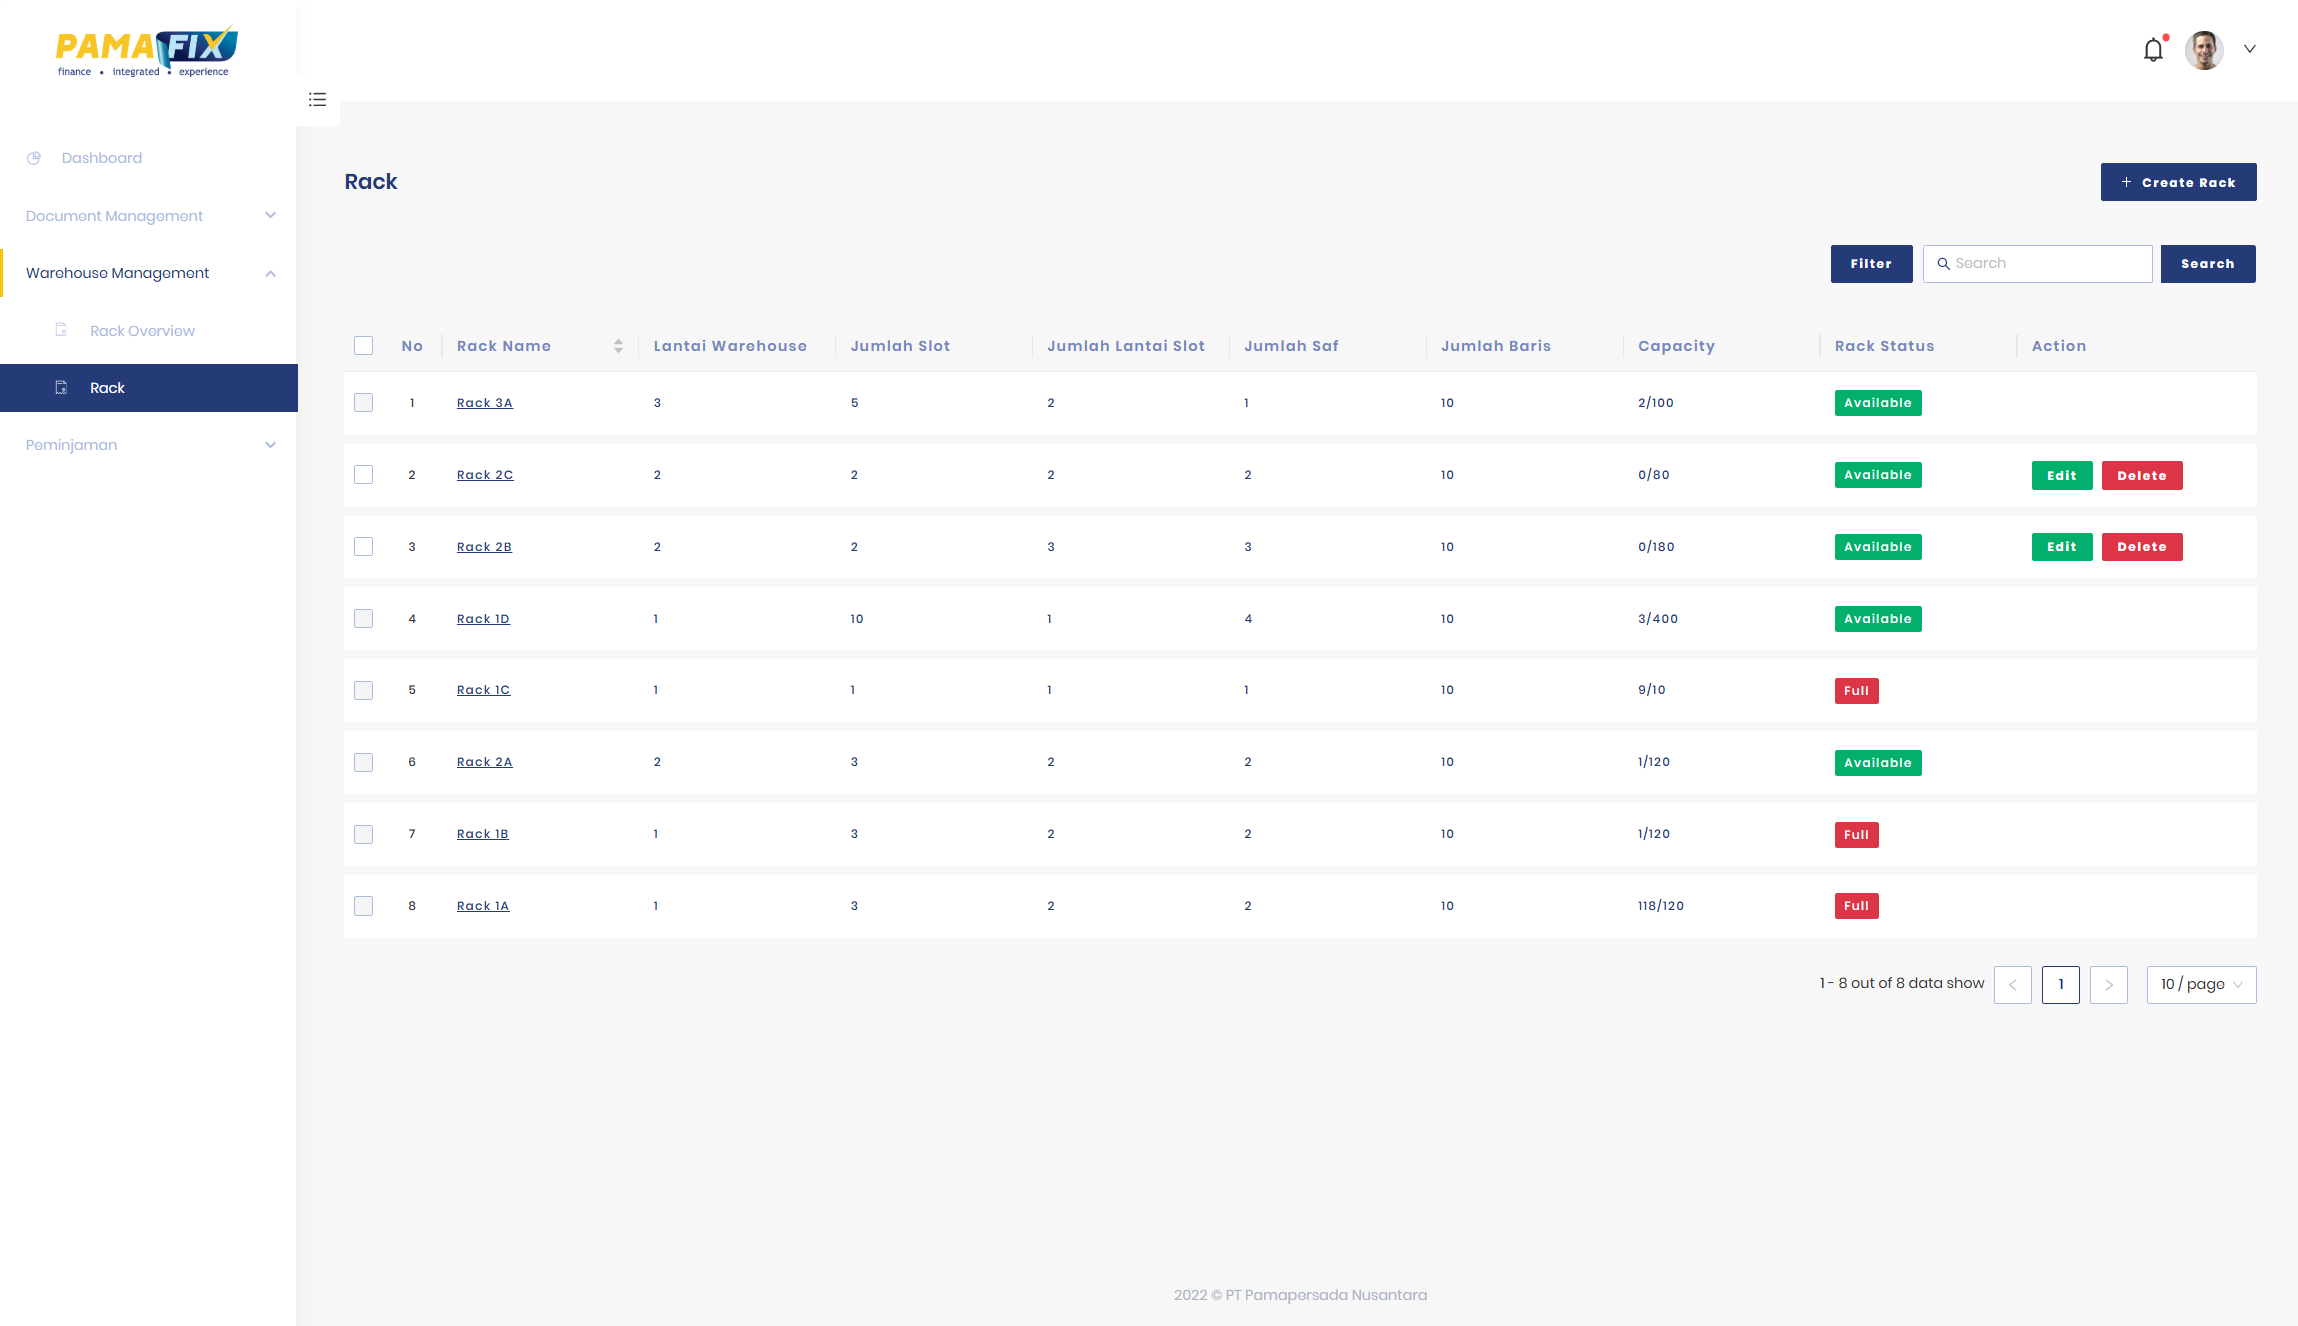 PAMAFIX
finance • integrated • experience
Dashboard
Document Management
Warehouse Management
Rack Overview
Rack
Peminjaman
Rack
+ Create Rack
Filter Search Search
No Rack Name Lantai Warehouse Jumlah Slot Jumlah Lantai Slot Jumlah Saf Jumlah Baris Capacity Rack Status Action
1 Rack 3A 3 5 2 1 10 2/100 Available
2 Rack 2C 2 2 2 2 10 0/80 Available Edit Delete
3 Rack 2B 2 2 3 3 10 0/180 Available Edit Delete
4 Rack 1D 1 10 1 4 10 3/400 Available
5 Rack 1C 1 1 1 1 10 9/10 Full
6 Rack 2A 2 3 2 2 10 1/120 Available
7 Rack 1B 1 3 2 2 10 1/120 Full
8 Rack 1A 1 3 2 2 10 118/120 Full
1 - 8 out of 8 data show < 1 > 10 / page
2022 © PT Pamapersada Nusantara